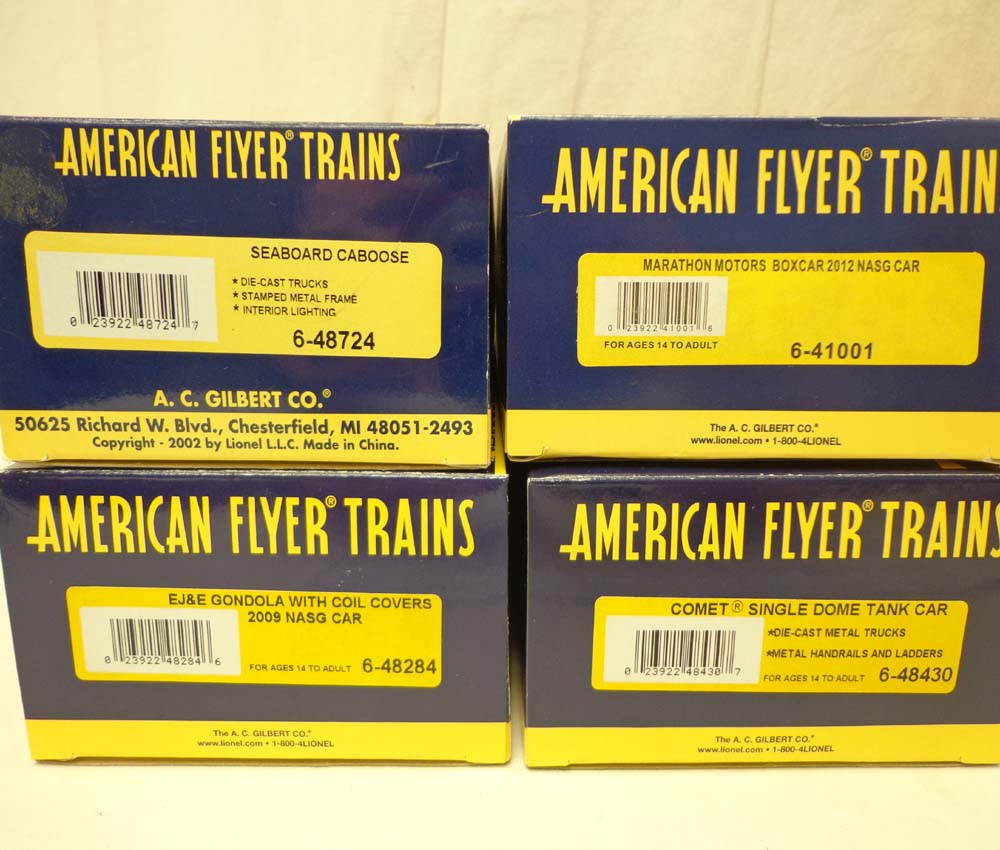 AMERICAN FLYER® TRAINS
SEABOARD CABOOSE
* DIE-CAST TRUCKS
* STAMPED METAL FRAME
* INTERIOR LIGHTING
0 23922 48724 7
6-48724
A. C. GILBERT CO.®
50625 Richard W. Blvd., Chesterfield, MI 48051-2493
Copyright - 2002 by Lionel L.L.C. Made in China.
AMERICAN FLYER® TRAIN
MARATHON MOTORS BOXCAR 2012 NASG CAR
0 23922 41001 6
FOR AGES 14 TO ADULT
6-41001
The A. C. GILBERT CO.®
www.lionel.com • 1-800-4LIONEL
AMERICAN FLYER® TRAINS
EJ&E GONDOLA WITH COIL COVERS
2009 NASG CAR
0 23922 48284 6
FOR AGES 14 TO ADULT 6-48284
The A. C. GILBERT CO.®
www.lionel.com • 1-800-4LIONEL
AMERICAN FLYER® TRAINS
COMET® SINGLE DOME TANK CAR
*DIE-CAST METAL TRUCKS
*METAL HANDRAILS AND LADDERS
0 23922 48430 7
FOR AGES 14 TO ADULT 6-48430
The A. C. GILBERT CO.®
www.lionel.com • 1-800-4LIONEL